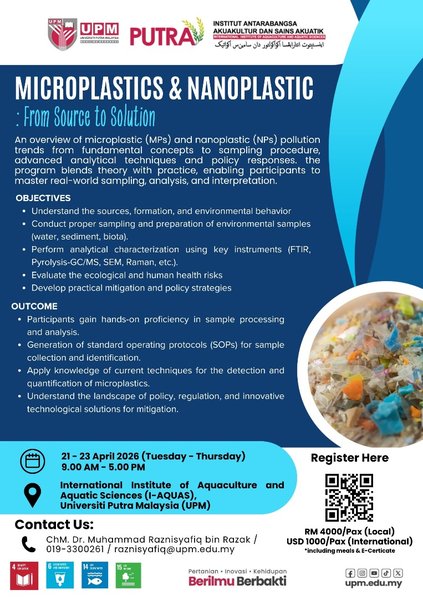 UPM
UNIVERSITI PUTRA MALAYSIA
PUTRA
INSTITUT ANTARABANGSA
AKUAKULTUR DAN SAINS AKUATIK
INTERNATIONAL INSTITUTE OF AQUACULTURE AND AQUATIC SCIENCES
MICROPLASTICS & NANOPLASTIC
: From Source to Solution
An overview of microplastic (MPs) and nanoplastic (NPs) pollution
trends from fundamental concepts to sampling procedure,
advanced analytical techniques and policy responses. the
program blends theory with practice, enabling participants to
master real-world sampling, analysis, and interpretation.
OBJECTIVES
• Understand the sources, formation, and environmental behavior
• Conduct proper sampling and preparation of environmental samples
(water, sediment, biota).
• Perform analytical characterization using key instruments (FTIR,
Pyrolysis-GC/MS, SEM, Raman, etc.).
• Evaluate the ecological and human health risks
• Develop practical mitigation and policy strategies
OUTCOME
• Participants gain hands-on proficiency in sample processing
and analysis.
• Generation of standard operating protocols (SOPs) for sample
collection and identification.
• Apply knowledge of current techniques for the detection and
quantification of microplastics.
• Understand the landscape of policy, regulation, and innovative
technological solutions for mitigation.
21 - 23 April 2026 (Tuesday - Thursday)
9.00 AM - 5.00 PM
International Institute of Aquaculture and
Aquatic Sciences (I-AQUAS),
Universiti Putra Malaysia (UPM)
Register Here
RM 4000/Pax (Local)
USD 1000/Pax (International)
*including meals & E-Certicate
Contact Us:
ChM. Dr. Muhammad Raznisyafiq bin Razak /
019-3300261 / raznisyafiq@upm.edu.my
4
6
14
15
Pertanian • Inovasi • Kehidupan
Berilmu Berbakti
upm.edu.my